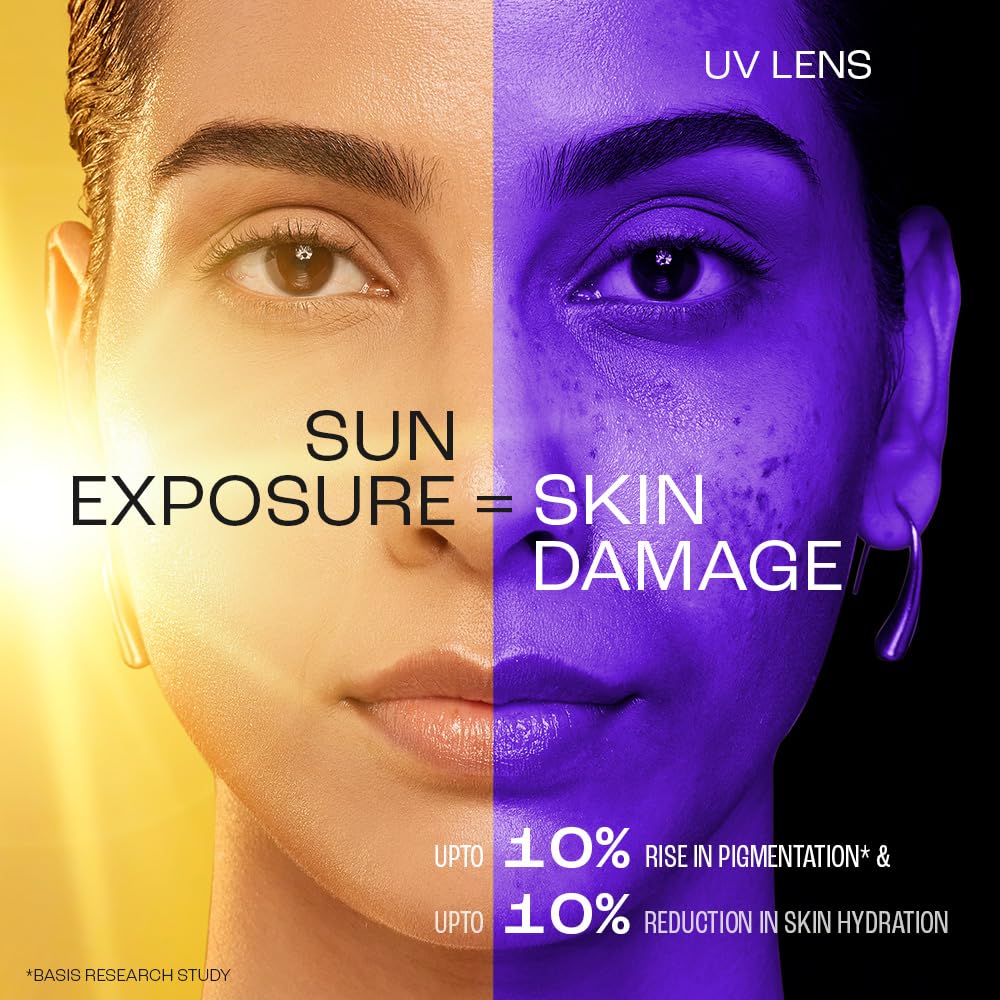 UV LENS
SUN
EXPOSURE = SKIN
DAMAGE
UPTO 10% RISE IN PIGMENTATION* &
UPTO 10% REDUCTION IN SKIN HYDRATION
*BASIS RESEARCH STUDY